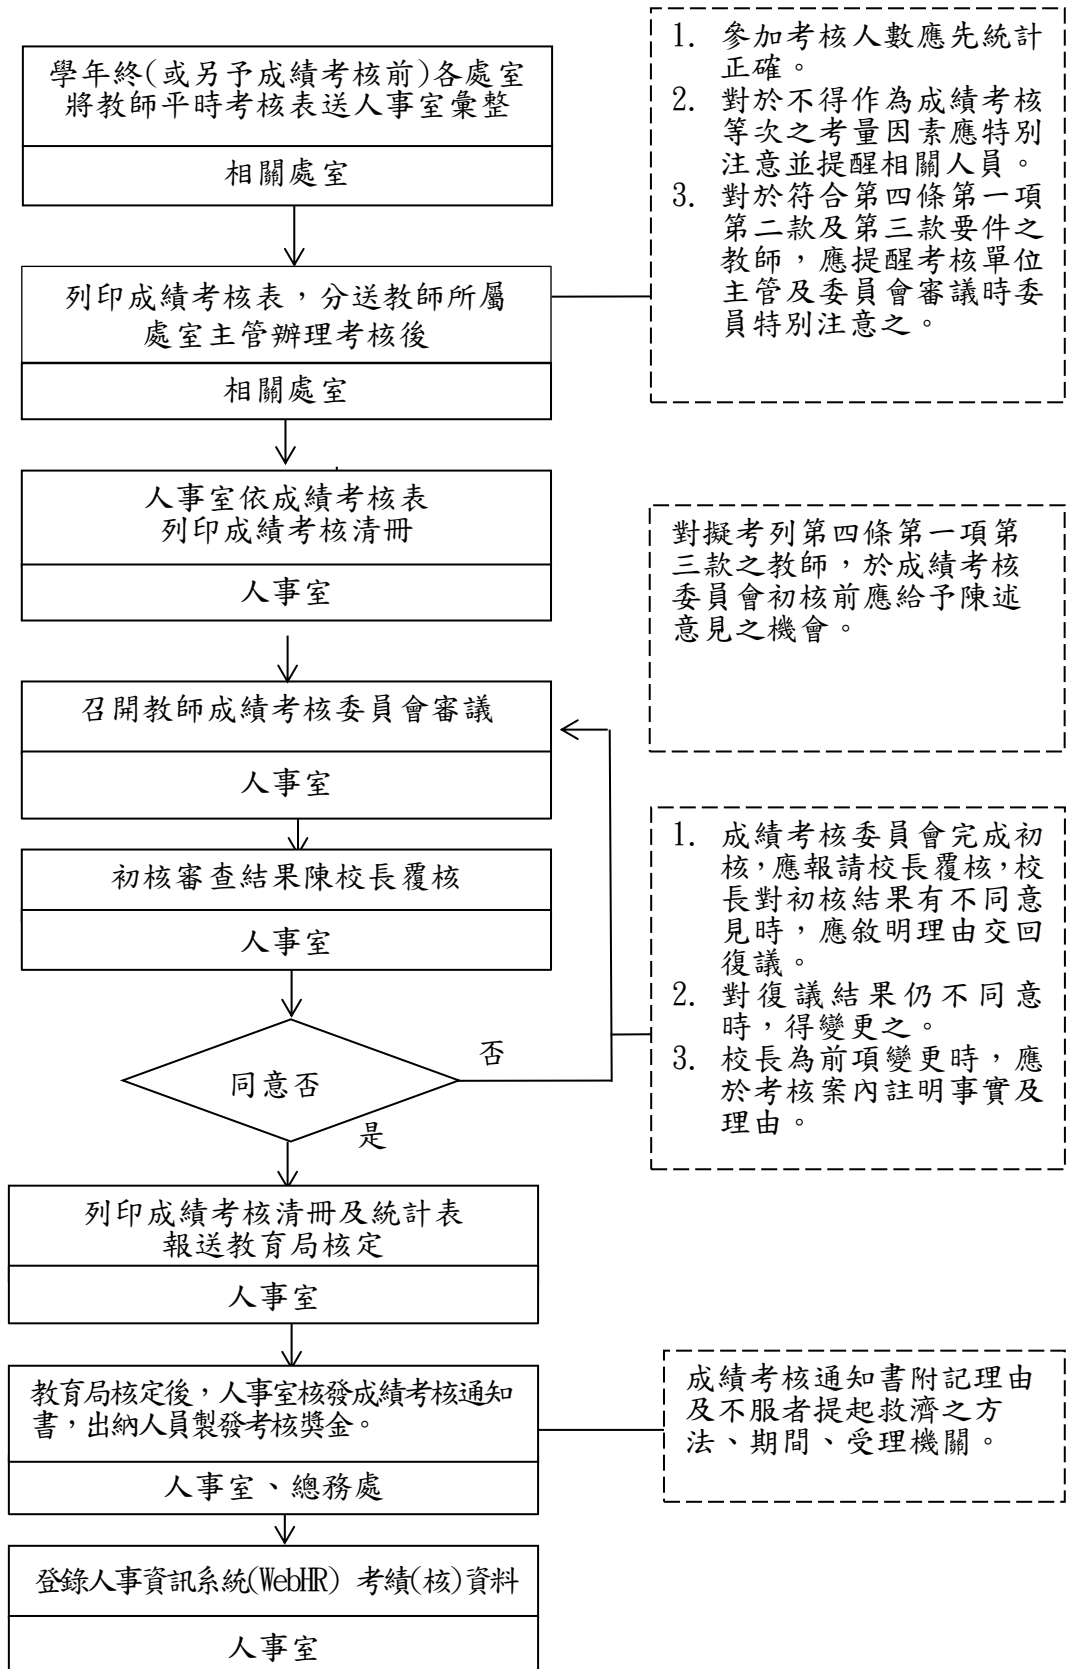 學年終(或另予成績考核前)各處室
將教師平時考核表送人事室彙整
相關處室
1. 參加考核人數應先統計
正確。
2. 對於不得作為成績考核
等次之考量因素應特別
注意並提醒相關人員。
3. 對於符合第四條第一項
第二款及第三款要件之
教師，應提醒考核單位
主管及委員會審議時委
員特別注意之。
列印成績考核表，分送教師所屬
處室主管辦理考核後
相關處室
人事室依成績考核表
列印成績考核清冊
人事室
對擬考列第四條第一項第
三款之教師，於成績考核
委員會初核前應給予陳述
意見之機會。
召開教師成績考核委員會審議
人事室
初核審查結果陳校長覆核
人事室
1. 成績考核委員會完成初
核，應報請校長覆核，校
長對初核結果有不同意
見時，應敘明理由交回
復議。
2. 對復議結果仍不同意
時，得變更之。
3. 校長為前項變更時，應
於考核案內註明事實及
理由。
同意否
否
是
列印成績考核清冊及統計表
報送教育局核定
人事室
教育局核定後，人事室核發成績考核通知
書，出納人員製發考核獎金。
人事室、總務處
成績考核通知書附記理由
及不服者提起救濟之方
法、期間、受理機關。
登錄人事資訊系統(WebHR) 考績(核)資料
人事室